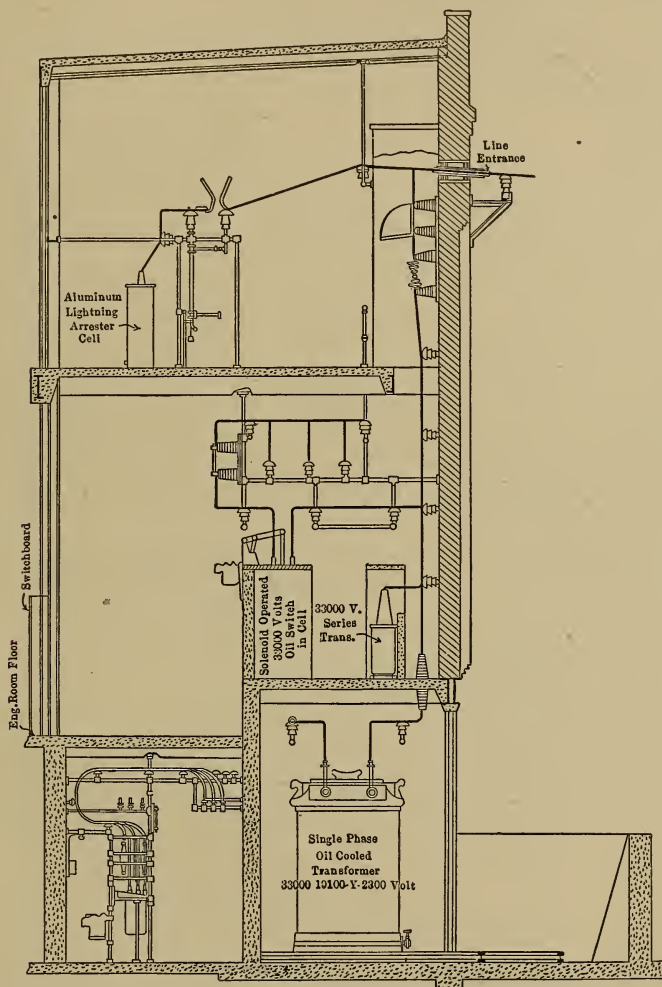 Line
Entrance
Aluminum
Lightning
Arrester
Cell
Switchboard
Eng.Room Floor
Solenoid Operated
33000 Volts
Oil Switch
in Cell
33000 V.
Series
Trans.
Single Phase
Oil Cooled
Transformer
33000 19100-Y-2300 Volt